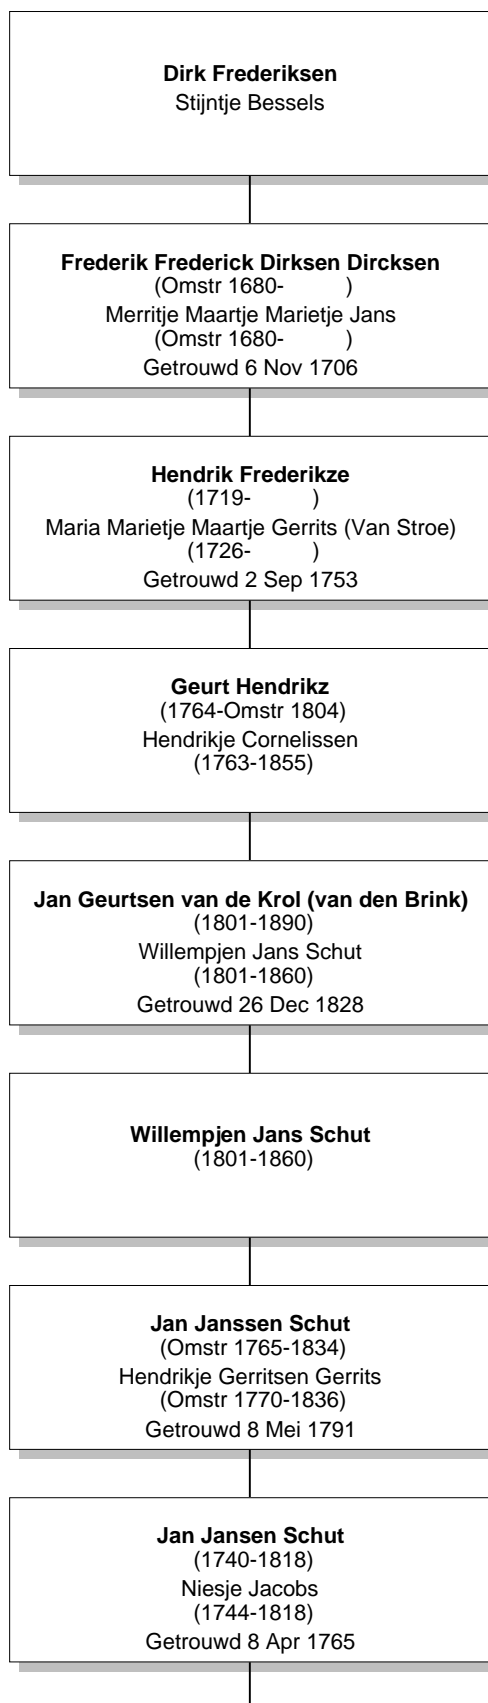 Dirk Frederiksen
Stijntje Bessels
Frederik Frederick Dirksen Dircksen
(Omstr 1680- )
Merritje Maartje Marietje Jans
(Omstr 1680- )
Getrouwd 6 Nov 1706
Hendrik Frederikze
(1719- )
Maria Marietje Maartje Gerrits (Van Stroe)
(1726- )
Getrouwd 2 Sep 1753
Geurt Hendrikz
(1764-Omstr 1804)
Hendrikje Cornelissen
(1763-1855)
Jan Geurtsen van de Krol (van den Brink)
(1801-1890)
Willempjen Jans Schut
(1801-1860)
Getrouwd 26 Dec 1828
Willempjen Jans Schut
(1801-1860)
Jan Janssen Schut
(Omstr 1765-1834)
Hendrikje Gerritsen Gerrits
(Omstr 1770-1836)
Getrouwd 8 Mei 1791
Jan Jansen Schut
(1740-1818)
Niesje Jacobs
(1744-1818)
Getrouwd 8 Apr 1765